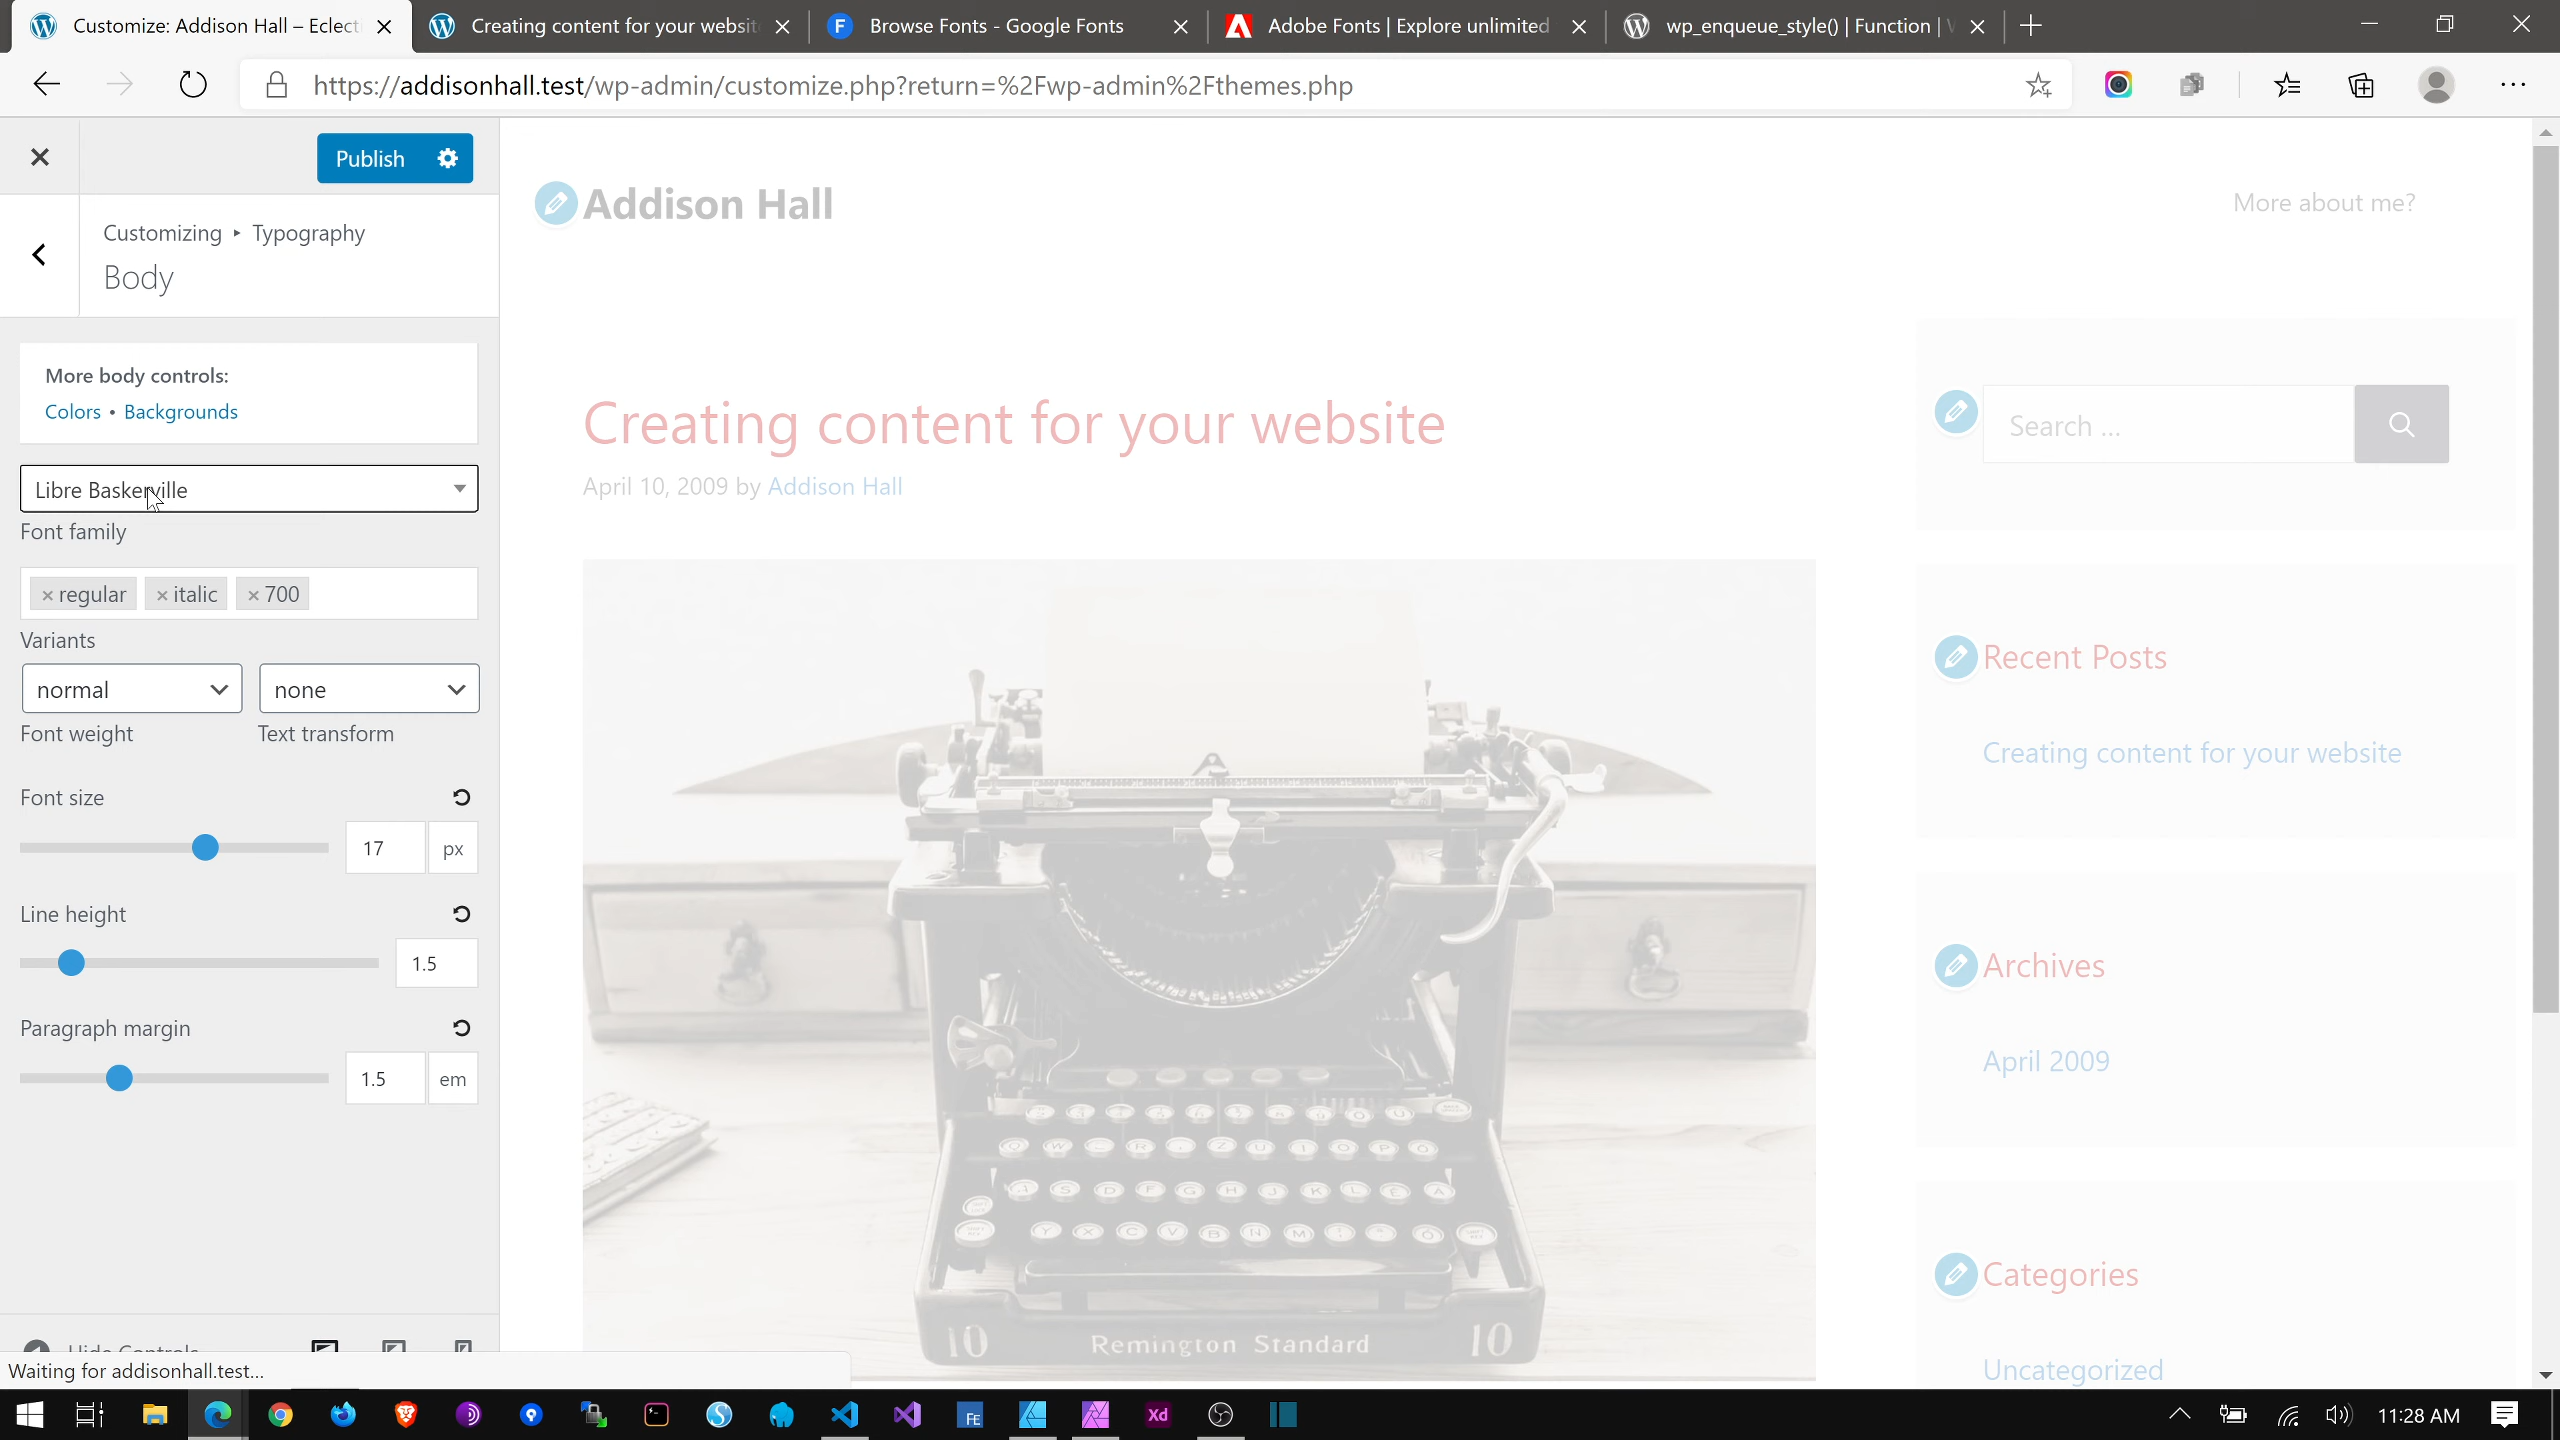 Customize: Addison Hall – Eclect
Creating content for your websit
Browse Fonts - Google Fonts
Adobe Fonts | Explore unlimited
wp_enqueue_style() | Function |
https://addisonhall.test/wp-admin/customize.php?return=%2Fwp-admin%2Fthemes.php
Publish
Customizing ▸ Typography
Body
More body controls:
Colors • Backgrounds
Libre Baskerville
Font family
× regular × italic × 700
Variants
normal
none
Font weight
Text transform
Font size
17 px
Line height
1.5
Paragraph margin
1.5 em
Hide Controls
Waiting for addisonhall.test...
Addison Hall
More about me?
Creating content for your website
April 10, 2009 by Addison Hall
10 Remington Standard 10
Search ...
Recent Posts
Creating content for your website
Archives
April 2009
Categories
Uncategorized
FE
Xd
11:28 AM